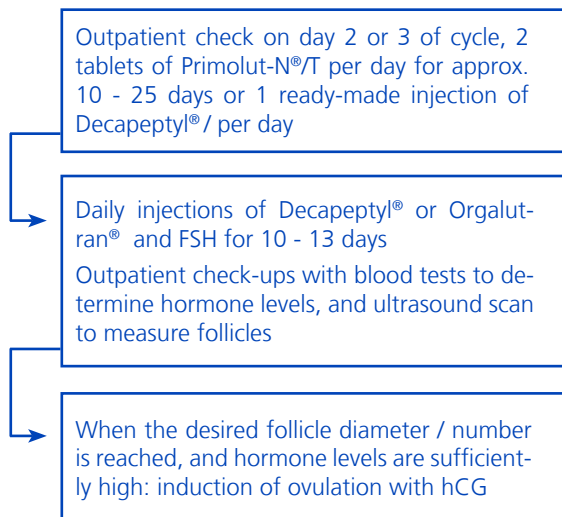 Outpatient check on day 2 or 3 of cycle, 2
tablets of Primolut-N®/T per day for approx.
10 - 25 days or 1 ready-made injection of
Decapeptyl® / per day
Daily injections of Decapeptyl® or Orgalut-
ran® and FSH for 10 - 13 days
Outpatient check-ups with blood tests to de-
termine hormone levels, and ultrasound scan
to measure follicles
When the desired follicle diameter / number
is reached, and hormone levels are sufficient-
ly high: induction of ovulation with hCG